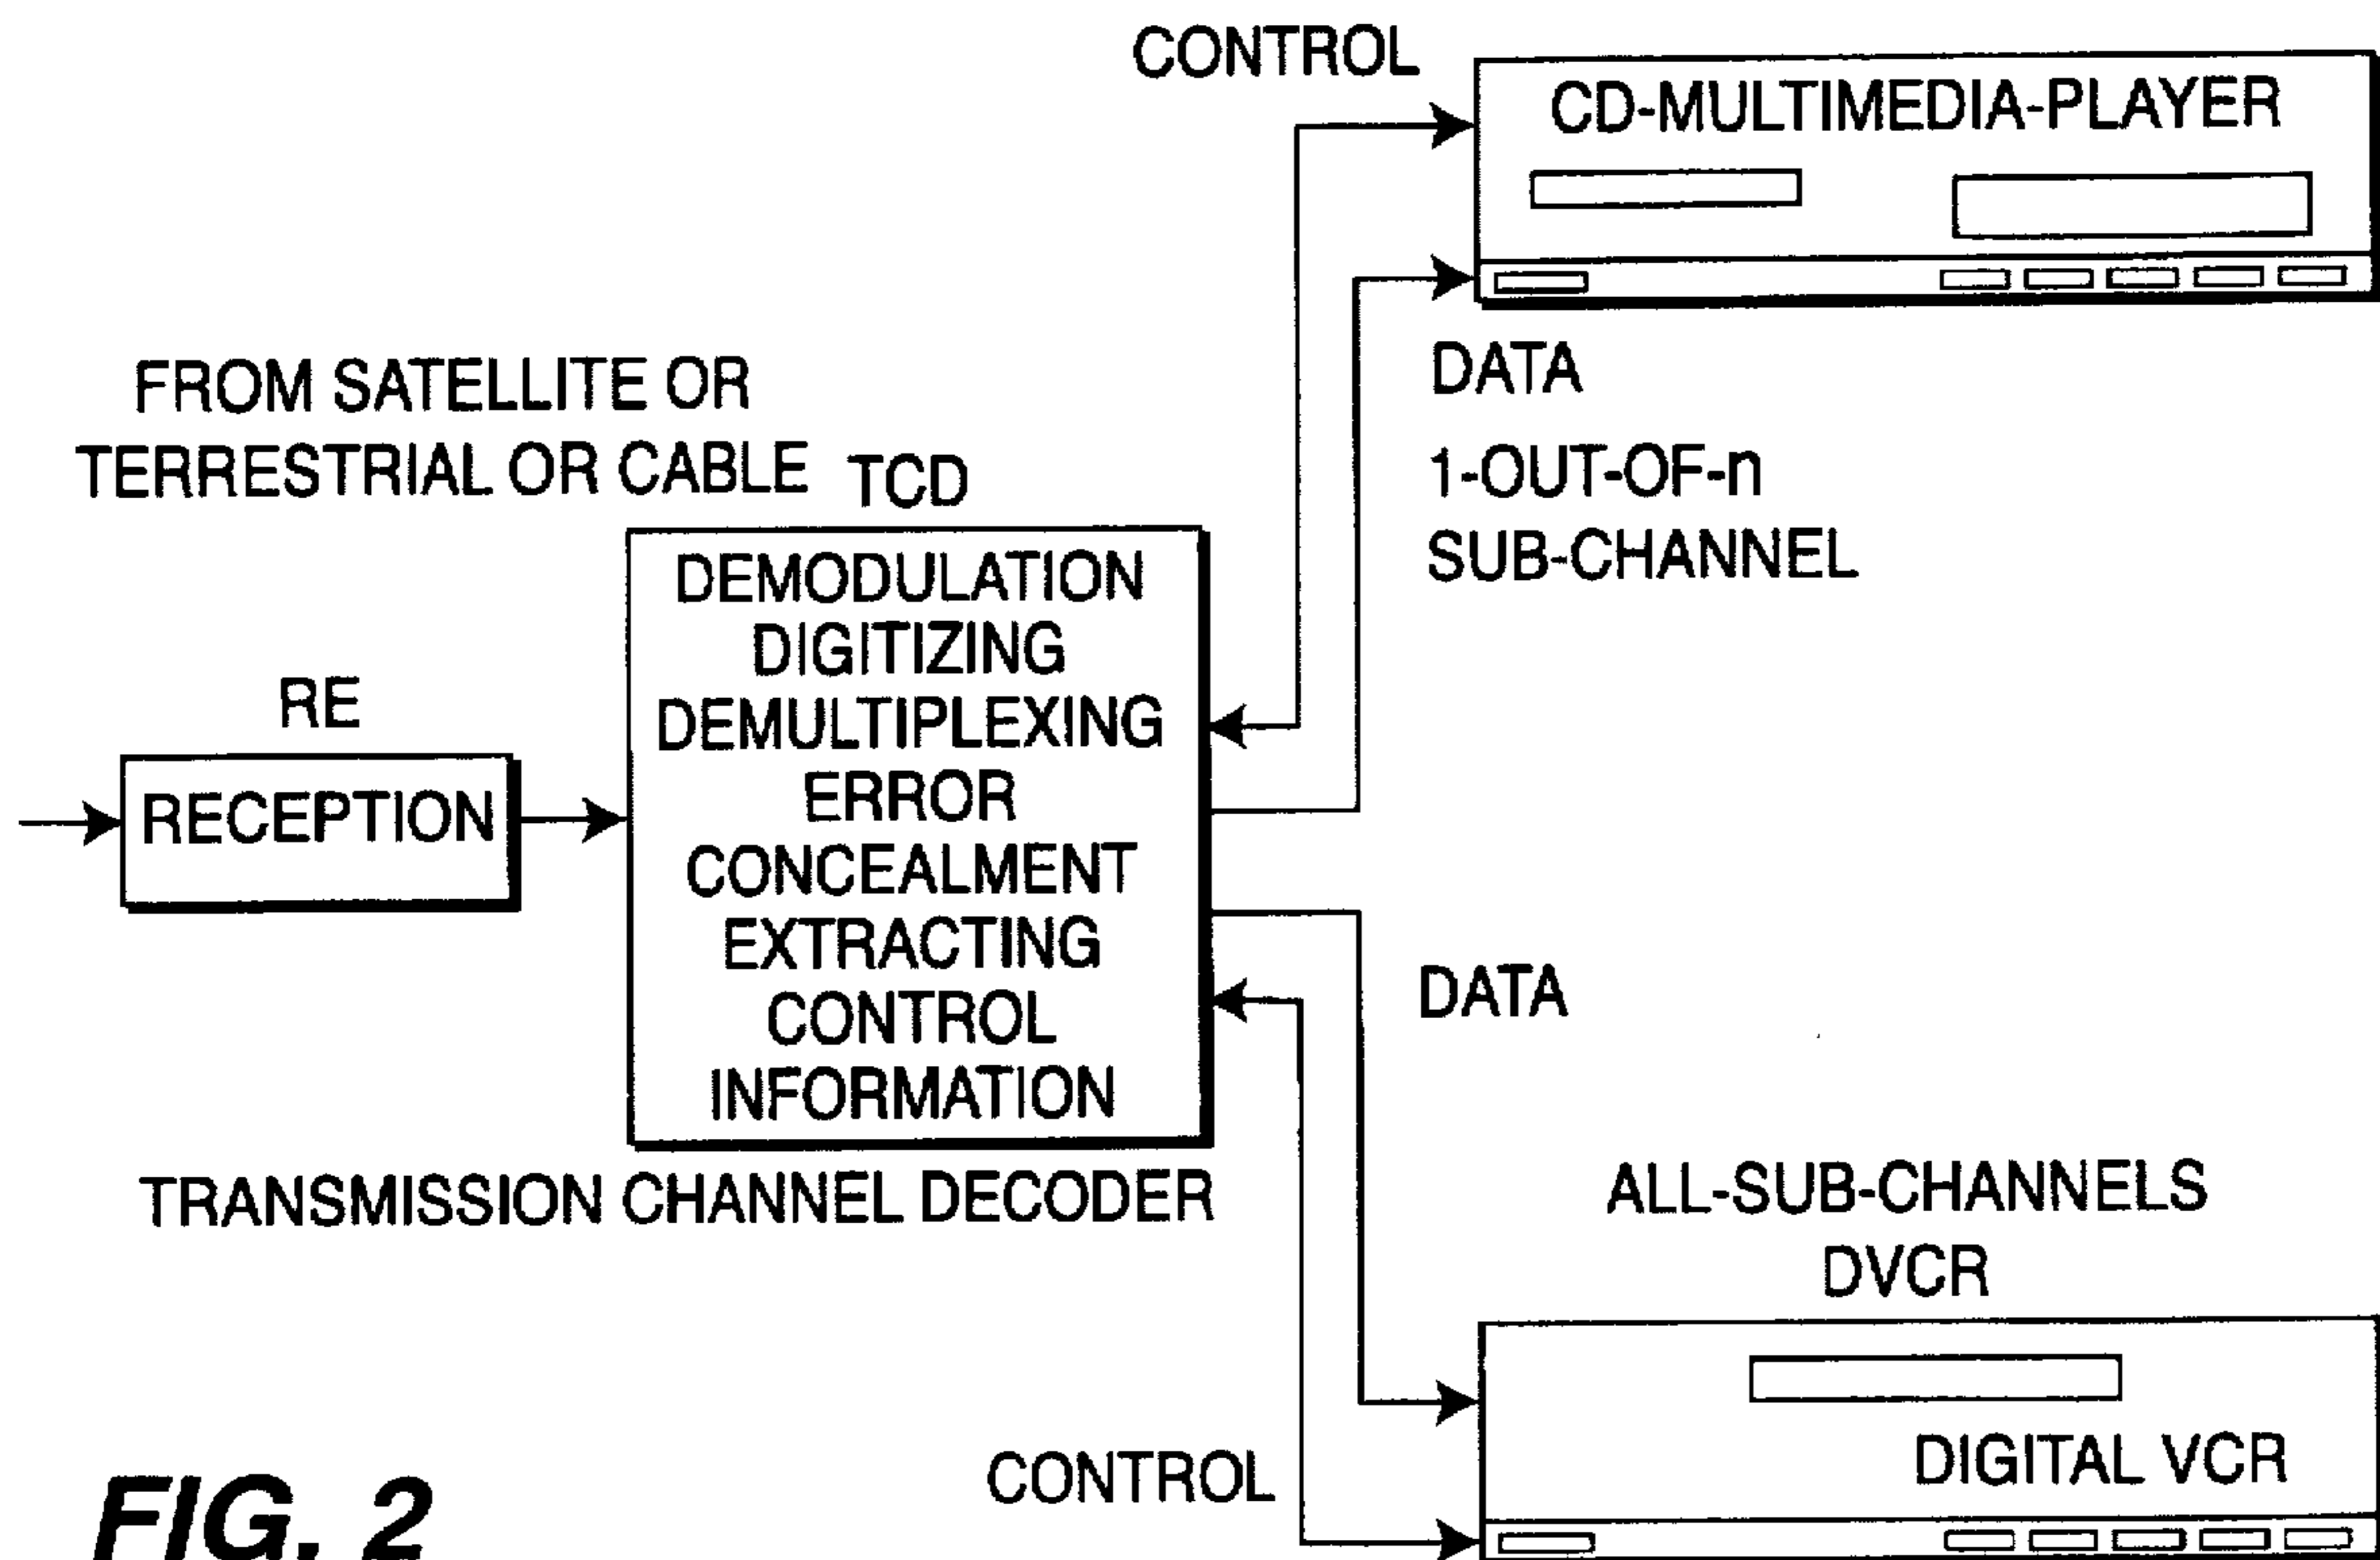 CONTROL
CD-MULTIMEDIA-PLAYER
FROM SATELLITE OR
TERRESTRIAL OR CABLE
TCD
DATA
1-OUT-OF-n
SUB-CHANNEL
RE
RECEPTION
DEMODULATION
DIGITIZING
DEMULTIPLEXING
ERROR
CONCEALMENT
EXTRACTING
CONTROL
INFORMATION
TRANSMISSION CHANNEL DECODER
DATA
ALL-SUB-CHANNELS
DVCR
DIGITAL VCR
CONTROL
FIG. 2